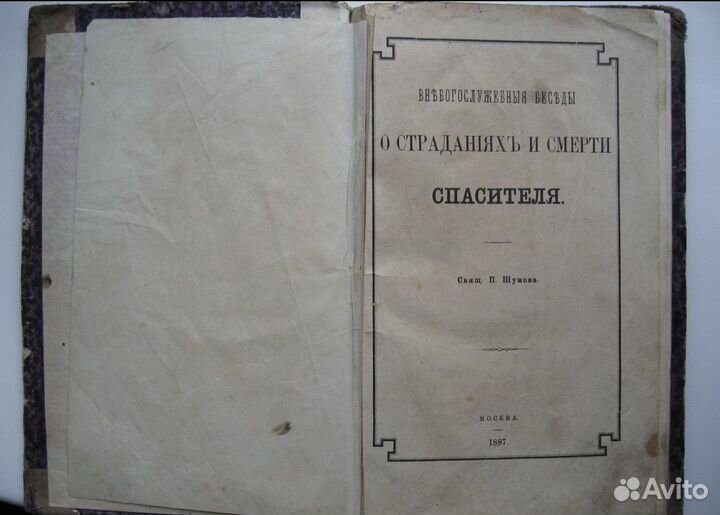 ВНѢБОГОСЛУЖЕБНЫЯ БЕСѢДЫ
О СТРАДАНІЯХЪ И СМЕРТИ
СПАСИТЕЛЯ.
Свящ. П. Шумова.
МОСКВА.
1887.
Avito